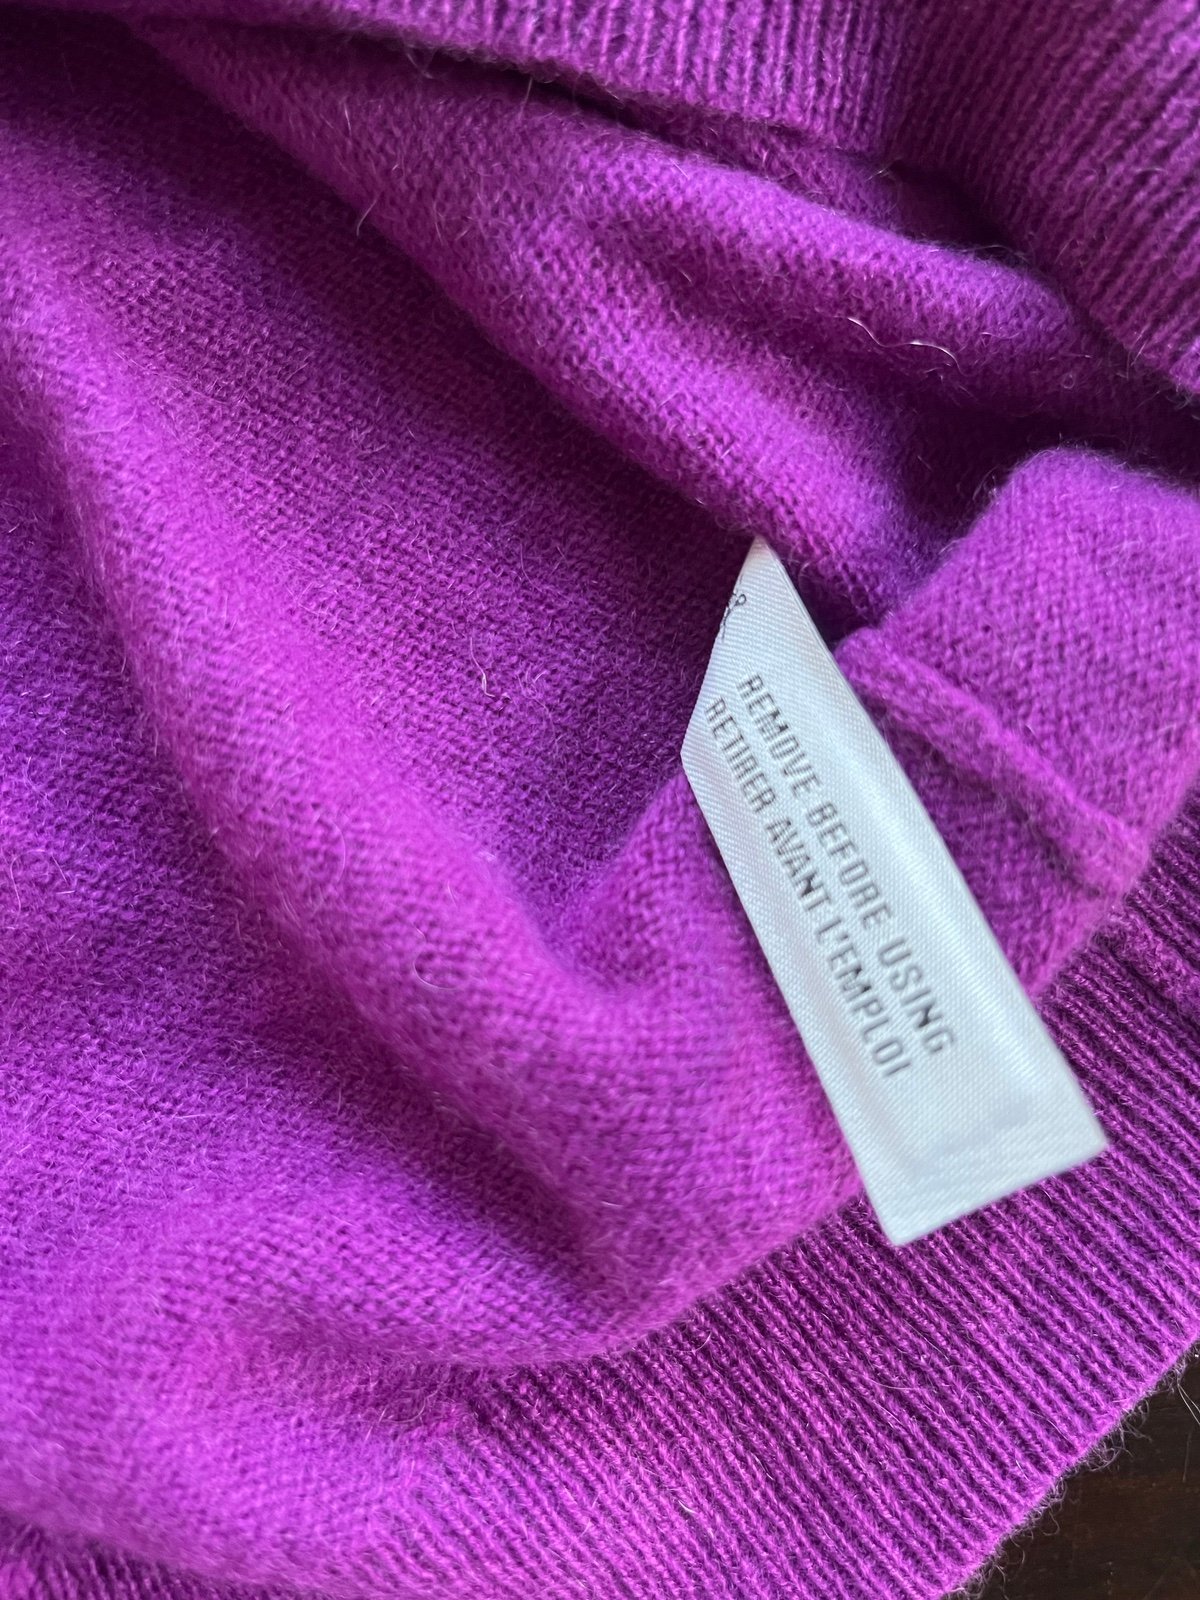 REMOVE BEFORE USING
RETIRER AVANT L'EMPLOI